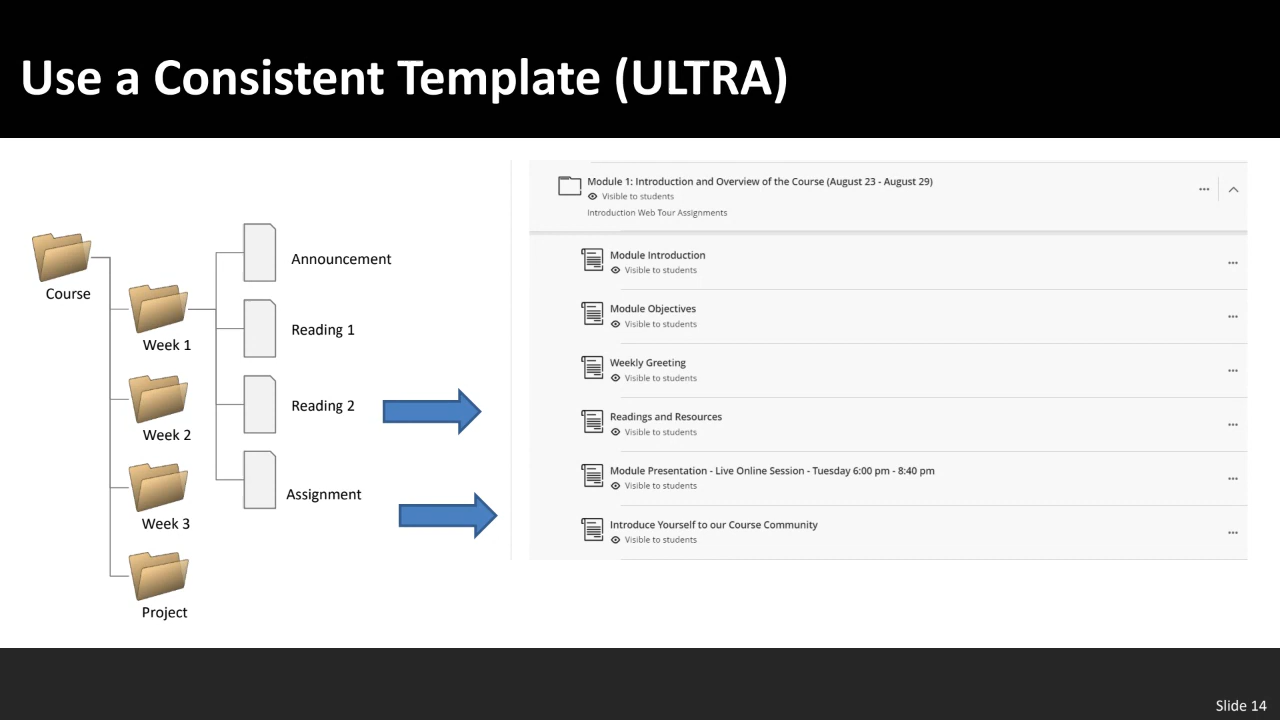 Use a Consistent Template (ULTRA)
Course
Week 1
Week 2
Week 3
Project
Announcement
Reading 1
Reading 2
Assignment
Module 1: Introduction and Overview of the Course (August 23 - August 29)
Visible to students
Introduction Web Tour Assignments
Module Introduction
Visible to students
Module Objectives
Visible to students
Weekly Greeting
Visible to students
Readings and Resources
Visible to students
Module Presentation - Live Online Session - Tuesday 6:00 pm - 8:40 pm
Visible to students
Introduce Yourself to our Course Community
Visible to students
Slide 14